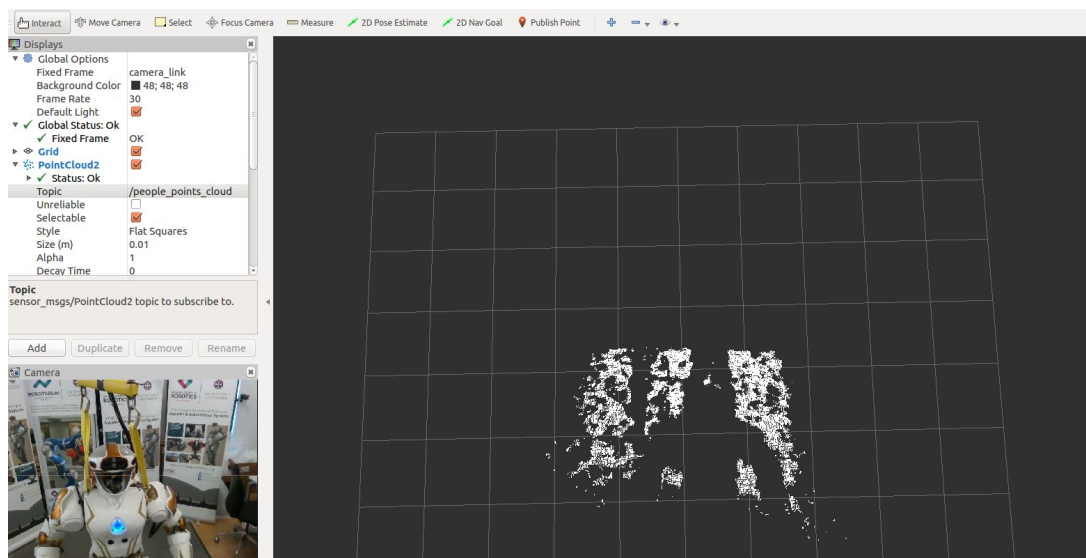 Interact Move Camera Select Focus Camera Measure 2D Pose Estimate 2D Nav Goal Publish Point
Displays
Global Options
Fixed Frame camera_link
Background Color 48; 48; 48
Frame Rate 30
Default Light
Global Status: Ok
Fixed Frame OK
Grid
PointCloud2
Status: Ok
Topic /people_points_cloud
Unreliable
Selectable
Style Flat Squares
Size (m) 0.01
Alpha 1
Decay Time 0
Topic
sensor_msgs/PointCloud2 topic to subscribe to.
Add Duplicate Remove Rename
Camera
ROBOTARIUM
ROBOTICS